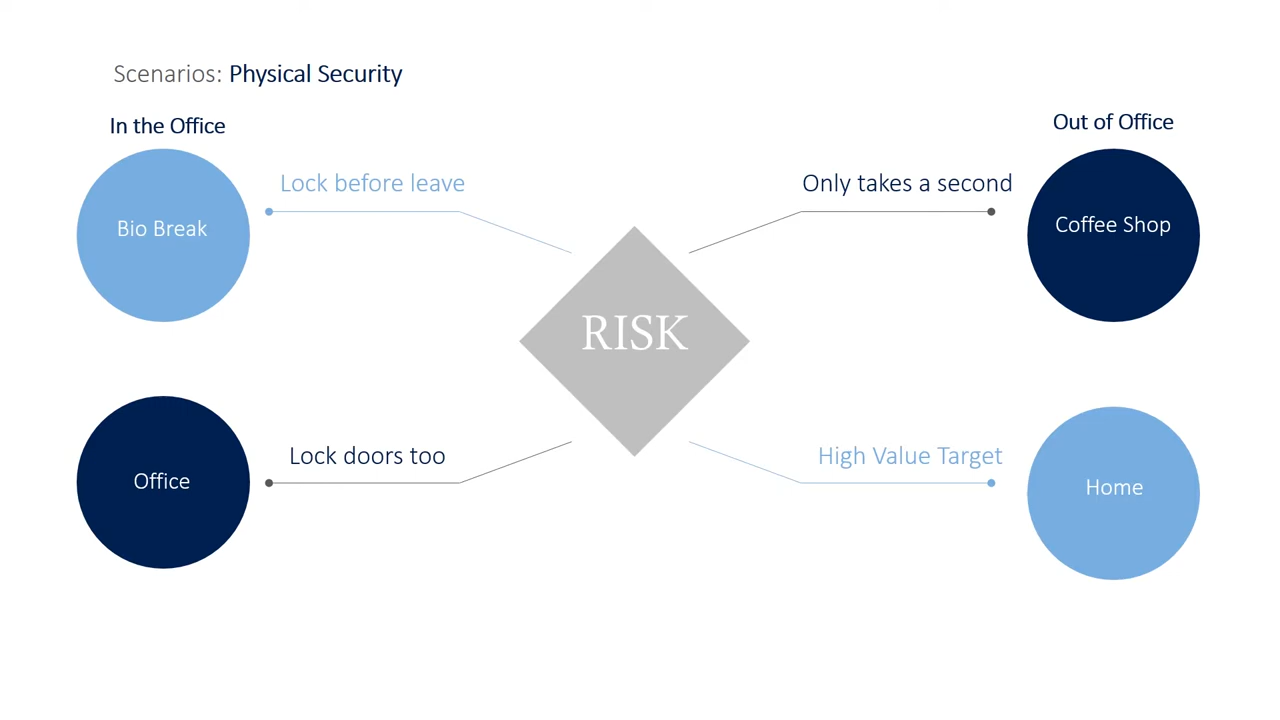 Scenarios: Physical Security
In the Office
Out of Office
Bio Break
Lock before leave
Only takes a second
Coffee Shop
RISK
Office
Lock doors too
High Value Target
Home